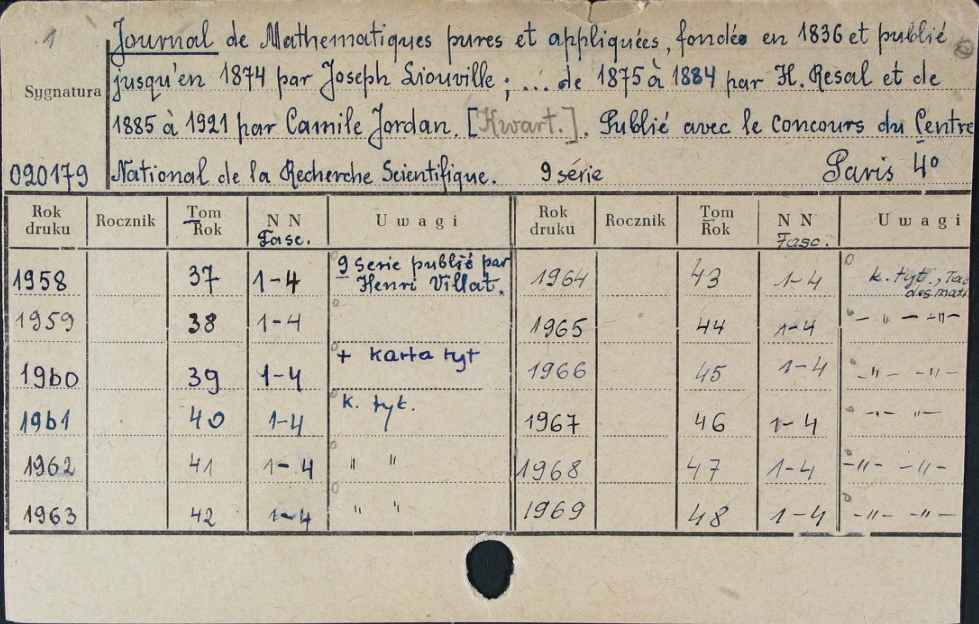 1 Journal de Mathematiques pures et appliquées, fondée en 1836 et publié
Sygnatura jusqu'en 1874 par Joseph Liouville; ... de 1875 à 1884 par H. Resal et de
1885 à 1921 par Camile Jordan. [Kwart.]. Publié avec le concours du Centre
020179 National de la Recherche Scientifique. 9 série Paris 4°
Rok druku Rocznik Tom Rok N N Fasc. Uwagi Rok druku Rocznik Tom Rok N N Fasc. Uwagi
1958 37 1-4 9 serie publié par Henri Villat. 1964 43 1-4 k. tyt.,
1959 38 1-4 1965 44 1-4 -"- -"-
1960 39 1-4 + karta tyt 1966 45 1-4 -"- -"-
1961 40 1-4 k. tyt. 1967 46 1-4 -"- -"-
1962 41 1-4 " " 1968 47 1-4 -"- -"-
1963 42 1-4 " " 1969 48 1-4 -"- -"-